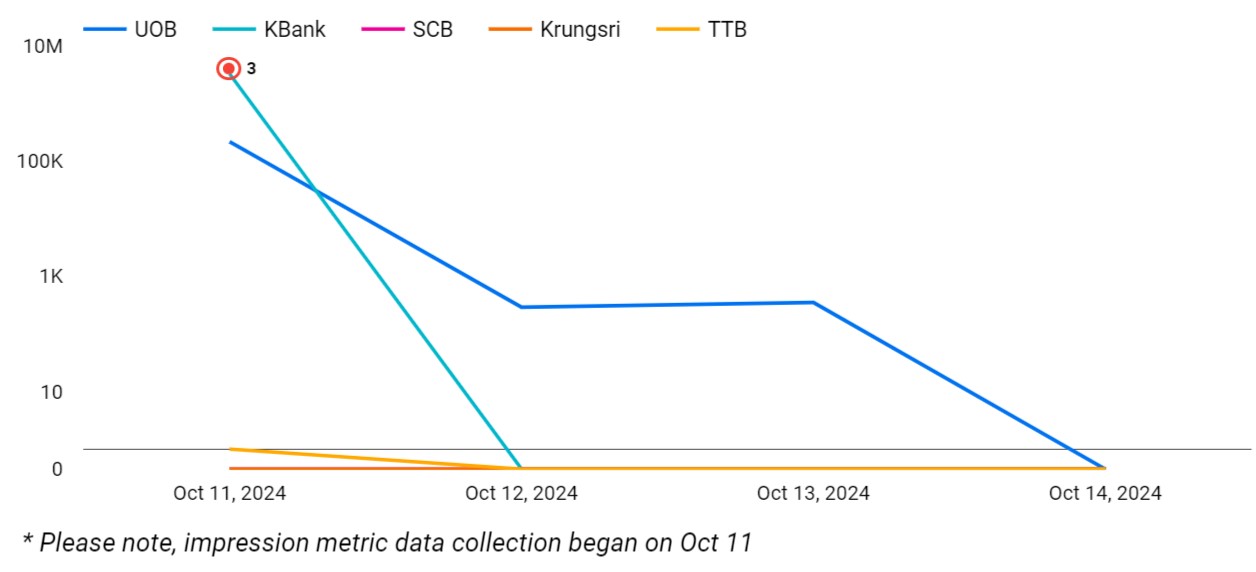 UOB KBank SCB Krungsri TTB
10M
3
100K
1K
10
0
Oct 11, 2024 Oct 12, 2024 Oct 13, 2024 Oct 14, 2024
* Please note, impression metric data collection began on Oct 11